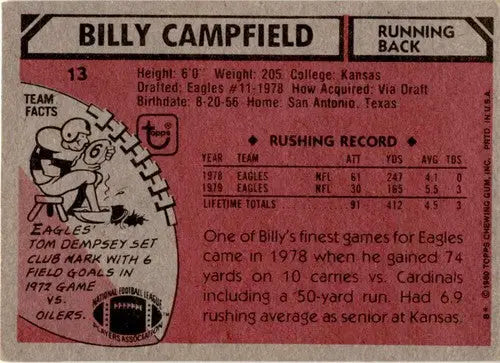 BILLY CAMPFIELD
RUNNING
BACK
13
Height: 6'0" Weight: 205. College: Kansas
Drafted: Eagles #11-1978 How Acquired: Via Draft
Birthdate: 8-20-56 Home: San Antonio, Texas
TEAM
FACTS
6
EAGLES'
TOM DEMPSEY SET
CLUB MARK WITH 6
FIELD GOALS IN
1972 GAME
VS.
OILERS.
topps
NATIONAL FOOTBALL LEAGUE
PLAYERS ASSOCIATION
◆ RUSHING RECORD ◆
YEAR TEAM ATT YDS AVG TDS
1978 EAGLES NFL 61 247 4.1 0
1979 EAGLES NFL 30 165 5.5 3
LIFETIME TOTALS 91 412 4.5 3
One of Billy's finest games for Eagles
came in 1978 when he gained 74
yards on 10 carries vs. Cardinals
including a 50-yard run. Had 6.9
rushing average as senior at Kansas.
© 1980 TOPPS CHEWING GUM, INC. PRTD. IN U.S.A.